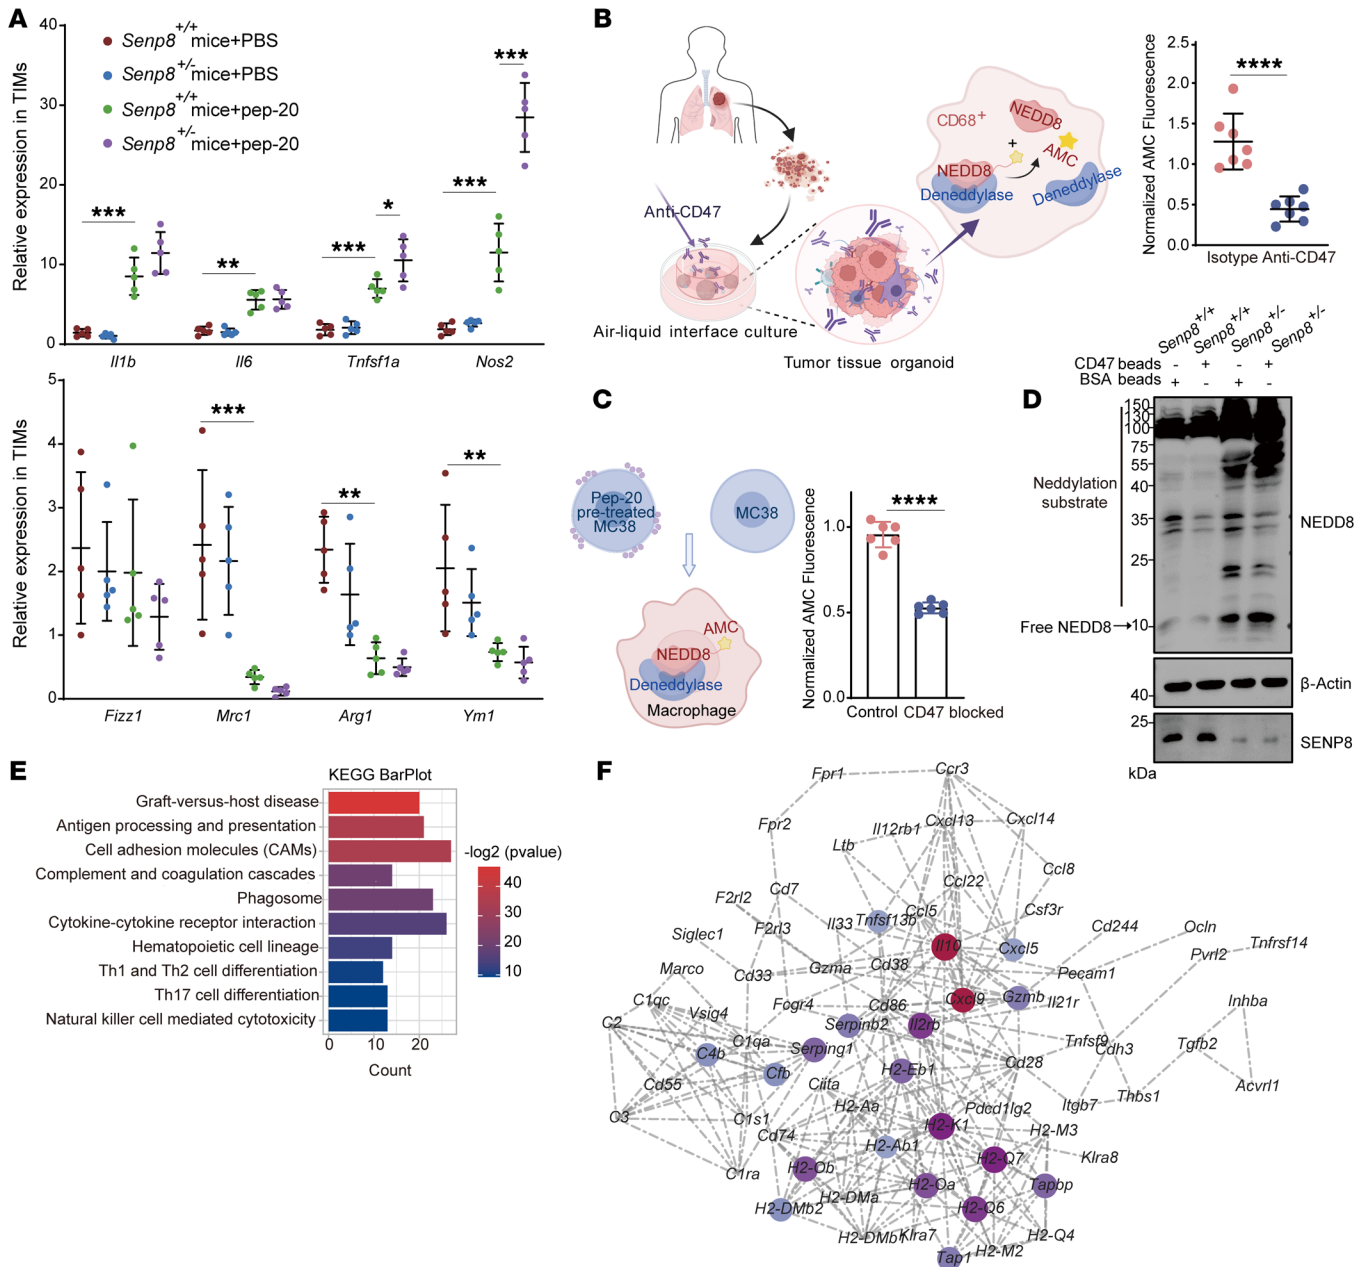 A
Relative expression in TIMs
40
30
20
10
0
Senp8+/+ mice+PBS
Senp8+/- mice+PBS
Senp8+/+ mice+pep-20
Senp8+/- mice+pep-20
***
**
***
*
***
***
Il1b
Il6
Tnfsf1a
Nos2
Relative expression in TIMs
5
4
3
2
1
0
***
**
**
Fizz1
Mrc1
Arg1
Ym1
B
Anti-CD47
Air-liquid interface culture
Tumor tissue organoid
CD68+
NEDD8
+
AMC
NEDD8
Deneddylase
Deneddylase
Normalized AMC Fluorescence
2.5
2.0
1.5
1.0
0.5
0.0
****
Isotype Anti-CD47
C
Pep-20
pre-treated
MC38
MC38
AMC
NEDD8
Deneddylase
Macrophage
Normalized AMC Fluorescence
1.0
0.5
0.0
****
Control CD47 blocked
D
Senp8+/+
Senp8+/+
Senp8+/-
Senp8+/-
CD47 beads - + - +
BSA beads + - + -
150
130
100
75
55
40
35
25
10
Neddylation
substrate
Free NEDD8
NEDD8
40
β-Actin
25
SENP8
kDa
E
KEGG BarPlot
Graft-versus-host disease
Antigen processing and presentation
Cell adhesion molecules (CAMs)
Complement and coagulation cascades
Phagosome
Cytokine-cytokine receptor interaction
Hematopoietic cell lineage
Th1 and Th2 cell differentiation
Th17 cell differentiation
Natural killer cell mediated cytotoxicity
0 10 20
Count
-log2 (pvalue)
40
30
20
10
F
Fpr1
Ccr3
Fpr2
Il12rb1
Cxcl13
Cxcl14
Ltb
Ccl22
Ccl8
Cd7
F2rl2
Il33
Tnfsf13b
Ccl5
Csf3r
Siglec1
F2rl3
Il10
Cxcl5
Cd244
Ocln
Pvrl2
Tnfrsf14
Marco
Cd33
Gzma
Cd38
Pecam1
C1qc
Vsig4
Fcgr4
Cd86
Cxcl9
Gzmb
Il21r
Inhba
C2
C1qa
Serpinb2
Il2rb
Tnfsf9
Cdh3
Tgfb2
C4b
Serping1
Cfb
H2-Eb1
Cd28
Cd55
Ciita
Acvrl1
C3
C1s1
H2-Aa
Pdcd1lg2
Itgb7
Thbs1
Cd74
H2-K1
H2-M3
H2-Ab1
C1ra
H2-Ob
H2-Q7
Klra8
H2-DMb2
H2-DMa
H2-Oa
Tapbp
H2-Q6
H2-DMb1
Klra7
H2-Q4
Tap1
H2-M2